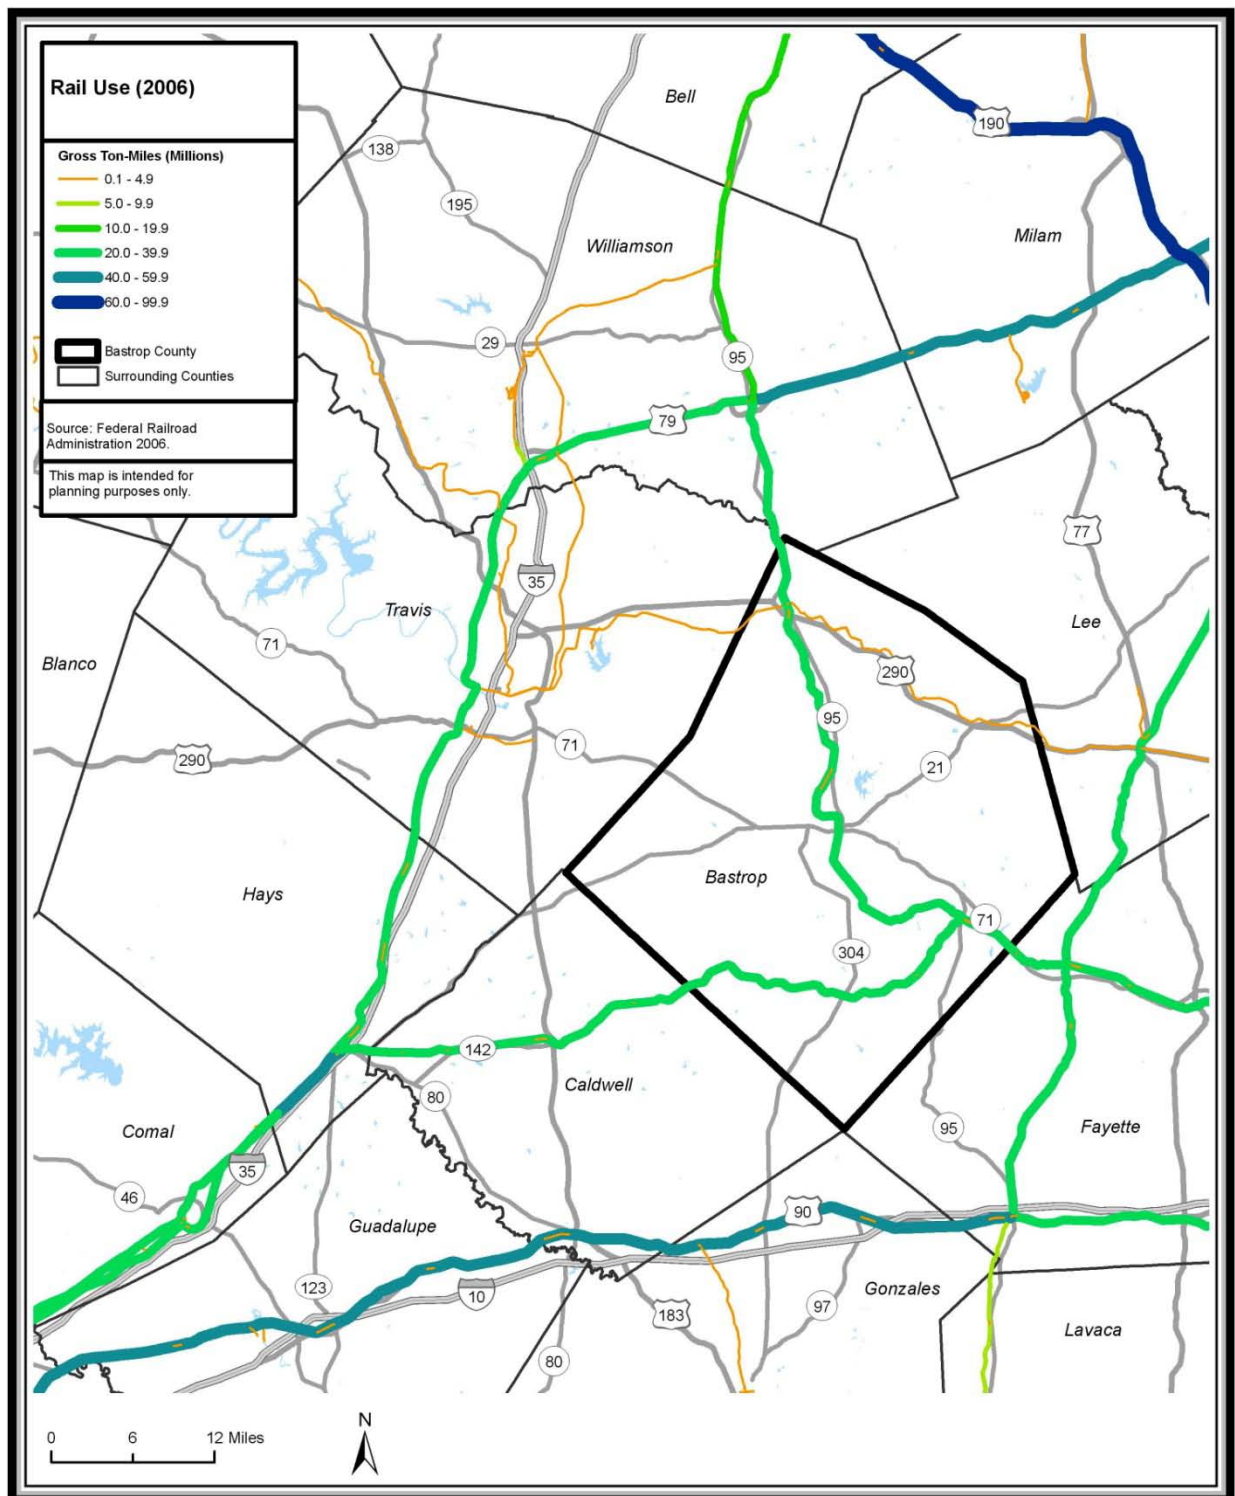 Rail Use (2006)
Gross Ton-Miles (Millions)
0.1 - 4.9
5.0 - 9.9
10.0 - 19.9
20.0 - 39.9
40.0 - 59.9
60.0 - 99.9
Bastrop County
Surrounding Counties
Source: Federal Railroad
Administration 2006.
This map is intended for
planning purposes only.
Bell
190
138
195
Williamson
Milam
29
95
79
77
35
Travis
Lee
71
Blanco
290
95
290
71
21
Bastrop
Hays
71
304
142
Caldwell
80
Comal
95
Fayette
35
46
90
Guadalupe
123
10
Gonzales
97
183
Lavaca
80
N
0 6 12 Miles